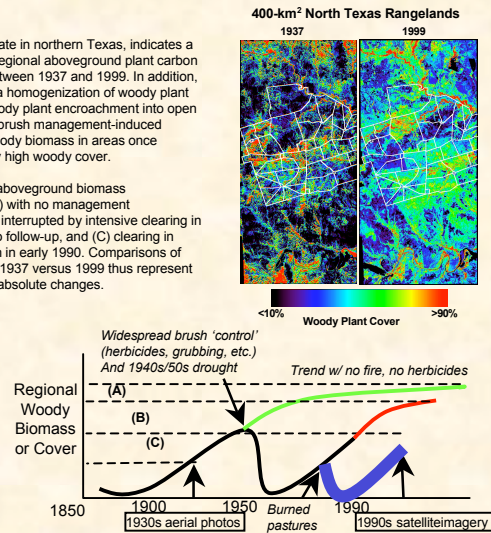 400-km² North Texas Rangelands
1937 1999
ate in northern Texas, indicates a
egional aboveground plant carbon
tween 1937 and 1999. In addition,
a homogenization of woody plant
ody plant encroachment into open
brush management-induced
ody biomass in areas once
high woody cover.
aboveground biomass
) with no management
interrupted by intensive clearing in
o follow-up, and (C) clearing in
n in early 1990. Comparisons of
1937 versus 1999 thus represent
absolute changes.
<10% >90%
Woody Plant Cover
Widespread brush ‘control’
(herbicides, grubbing, etc.)
And 1940s/50s drought
Trend w/ no fire, no herbicides
Regional
Woody
Biomass
or Cover
(A)
(B)
(C)
1850 1900 1950 1990
1930s aerial photos
Burned
pastures
1990s satelliteimagery